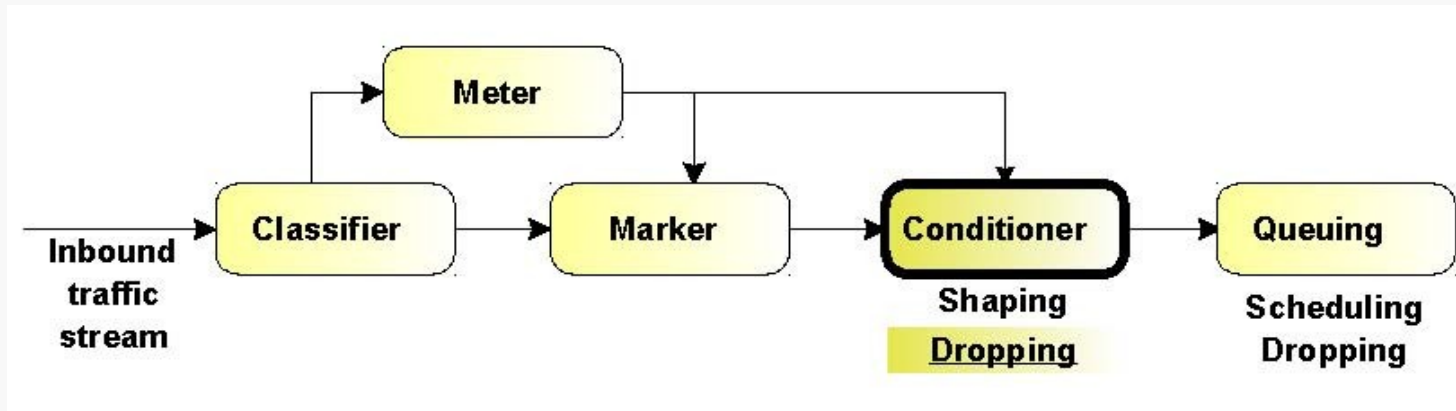 Meter
Classifier
Marker
Conditioner
Queuing
Inbound
traffic
stream
Shaping
Dropping
Scheduling
Dropping